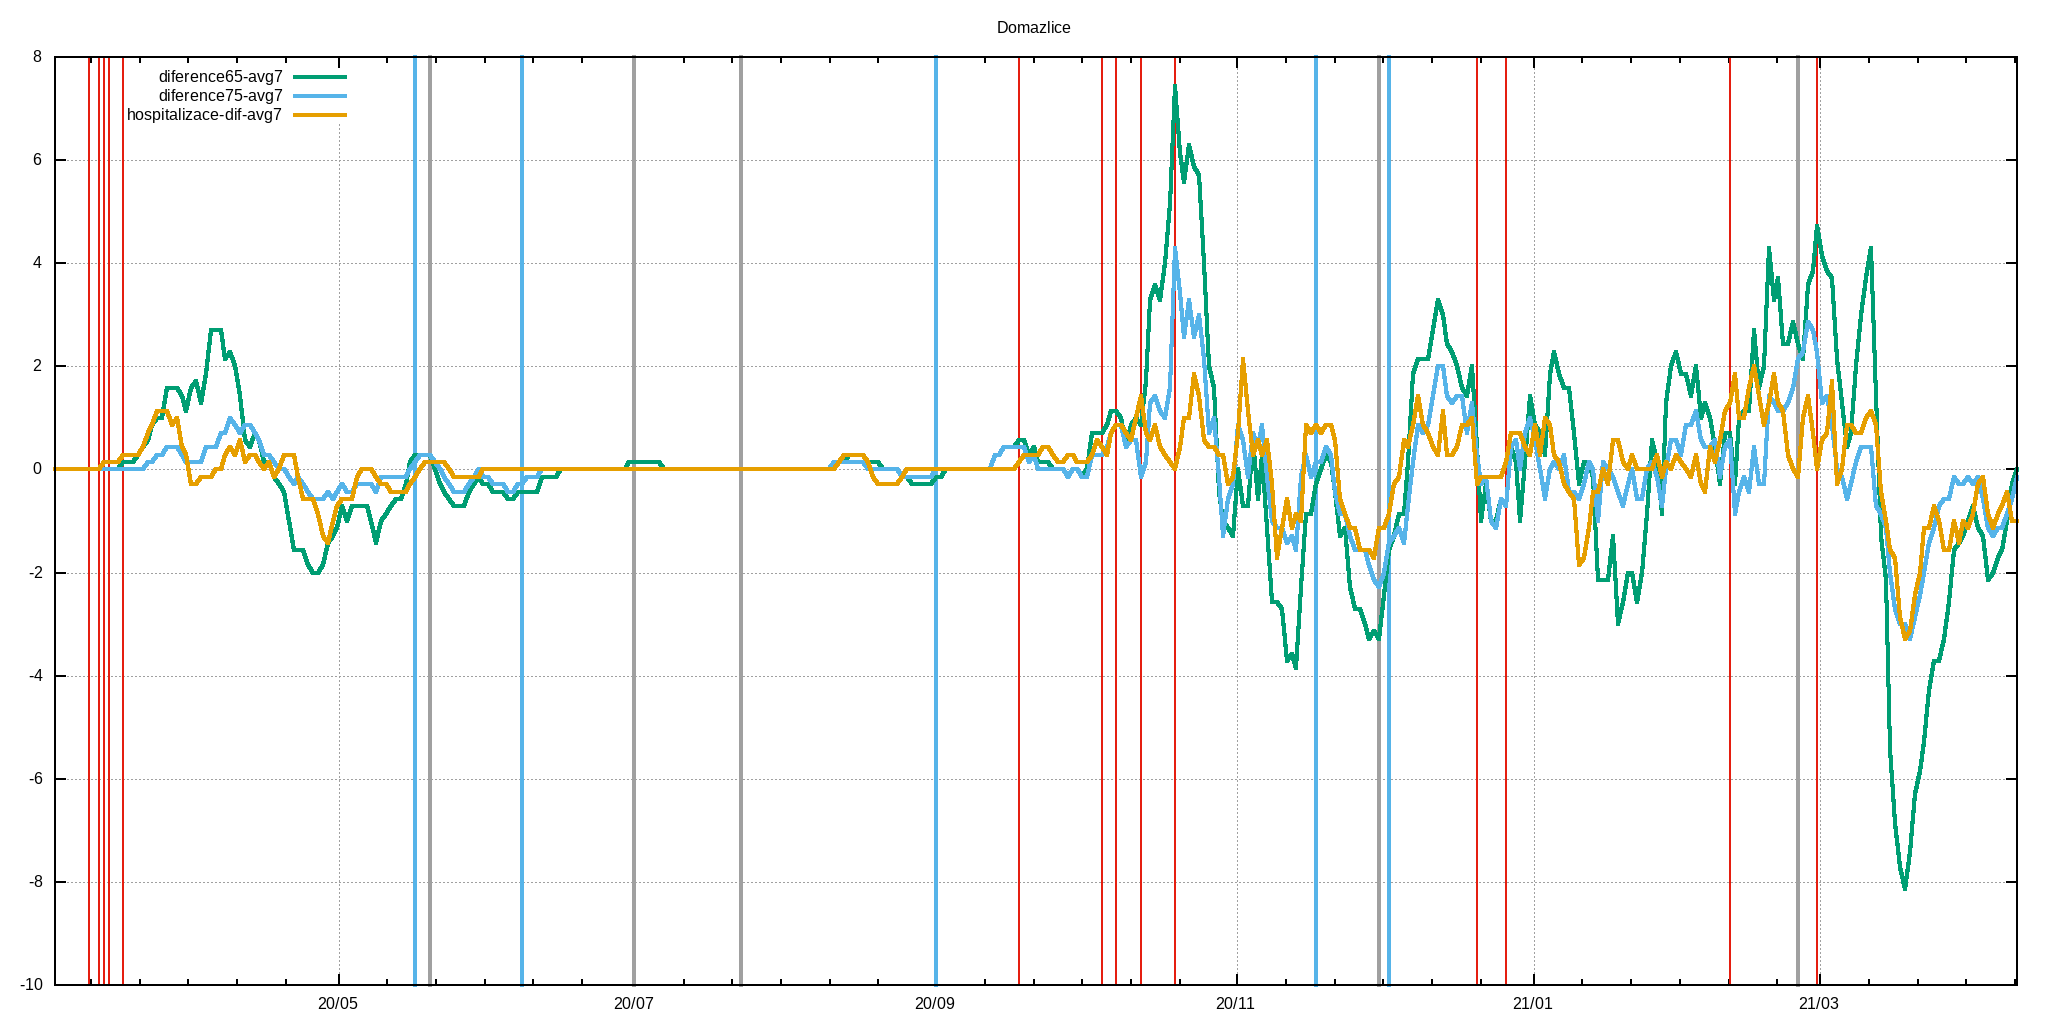 Domazlice
diference65-avg7
diference75-avg7
hospitalizace-dif-avg7
8
6
4
2
0
-2
-4
-6
-8
-10
20/05 20/07 20/09 20/11 21/01 21/03